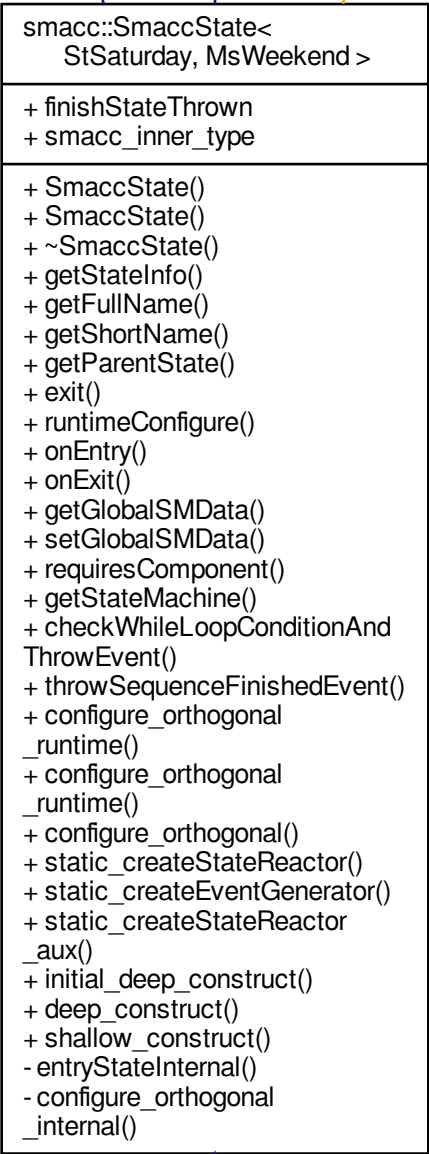 smacc::SmaccState<
StSaturday, MsWeekend >
+ finishStateThrown
+ smacc_inner_type
+ SmaccState()
+ SmaccState()
+ ~SmaccState()
+ getStateInfo()
+ getFullName()
+ getShortName()
+ getParentState()
+ exit()
+ runtimeConfigure()
+ onEntry()
+ onExit()
+ getGlobalSMData()
+ setGlobalSMData()
+ requiresComponent()
+ getStateMachine()
+ checkWhileLoopConditionAnd
ThrowEvent()
+ throwSequenceFinishedEvent()
+ configure_orthogonal
_runtime()
+ configure_orthogonal
_runtime()
+ configure_orthogonal()
+ static_createStateReactor()
+ static_createEventGenerator()
+ static_createStateReactor
_aux()
+ initial_deep_construct()
+ deep_construct()
+ shallow_construct()
- entryStateInternal()
- configure_orthogonal
_internal()